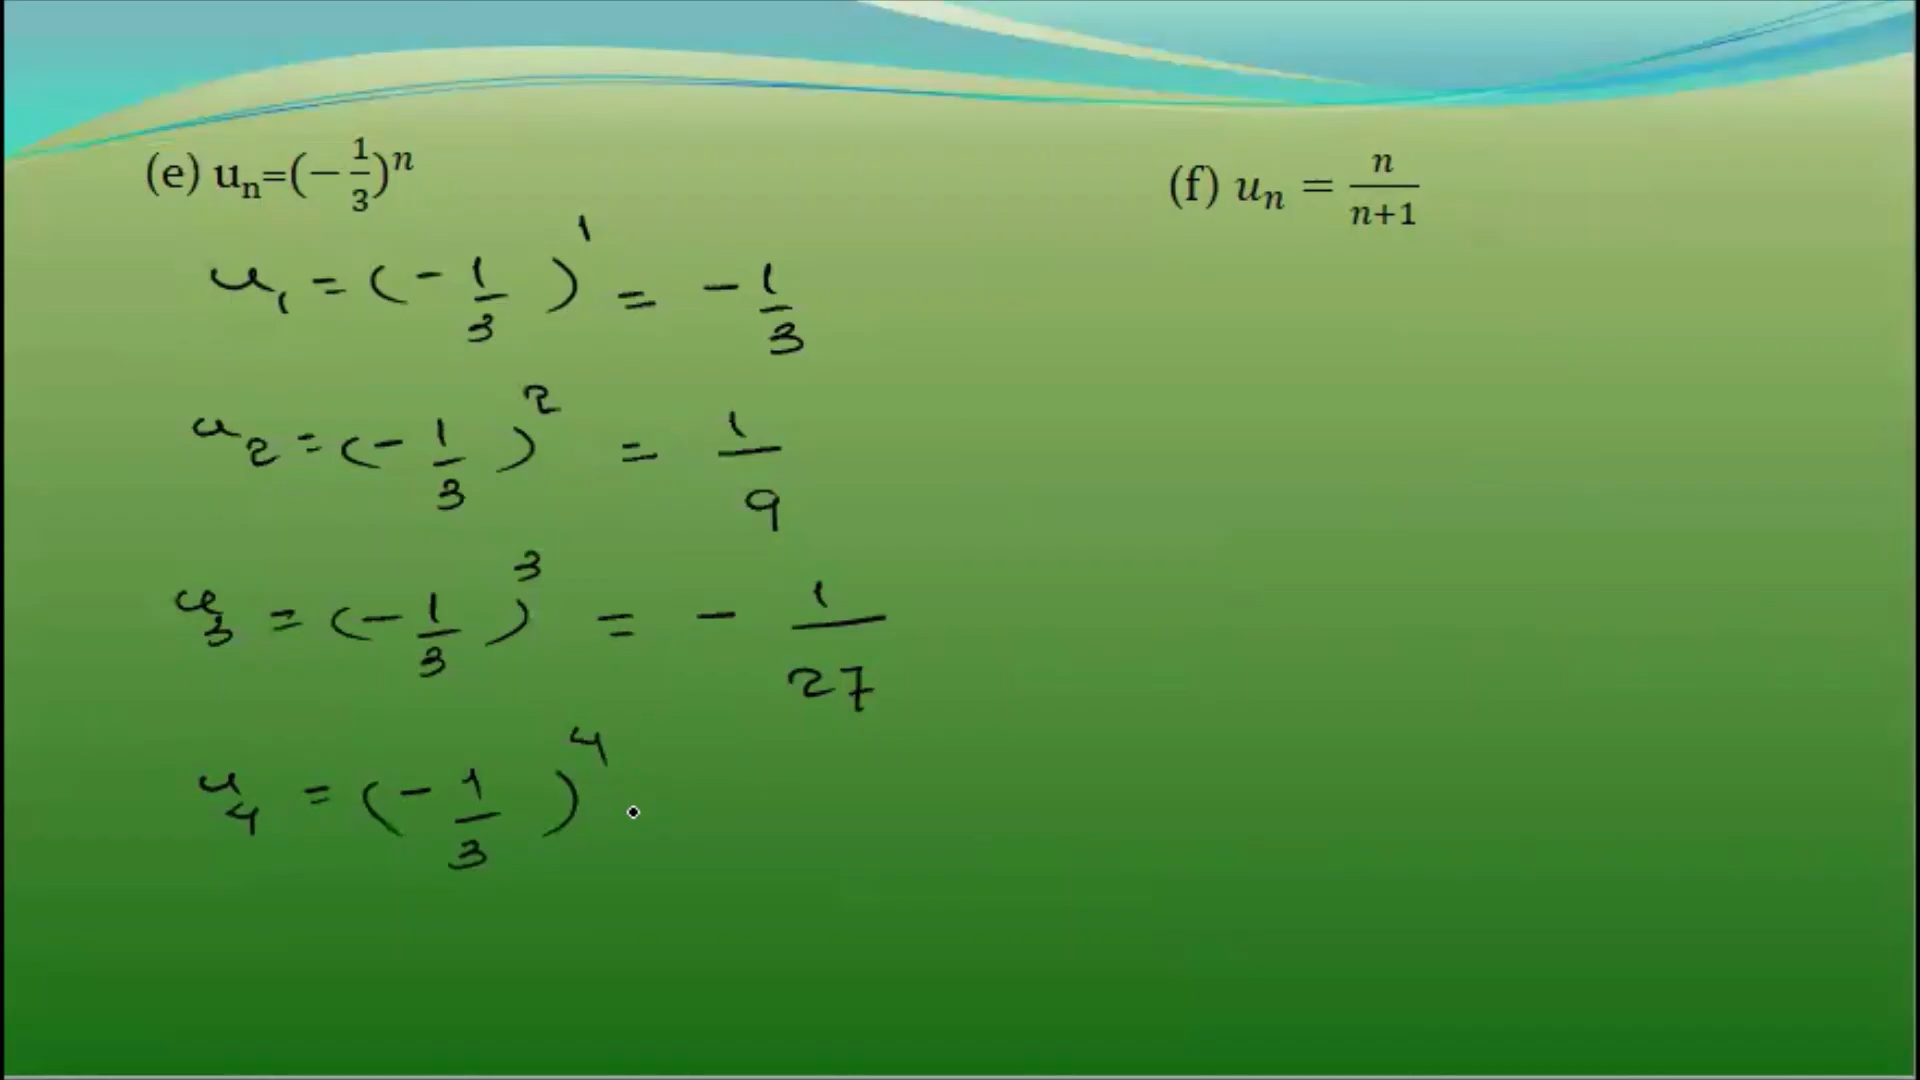 (e) uₙ=(−1/3)ⁿ
u₁ = (-1/3)¹ = -1/3
u₂ = (-1/3)² = 1/9
u₃ = (-1/3)³ = - 1/27
u₄ = (-1/3)⁴
(f) uₙ = n/(n+1)